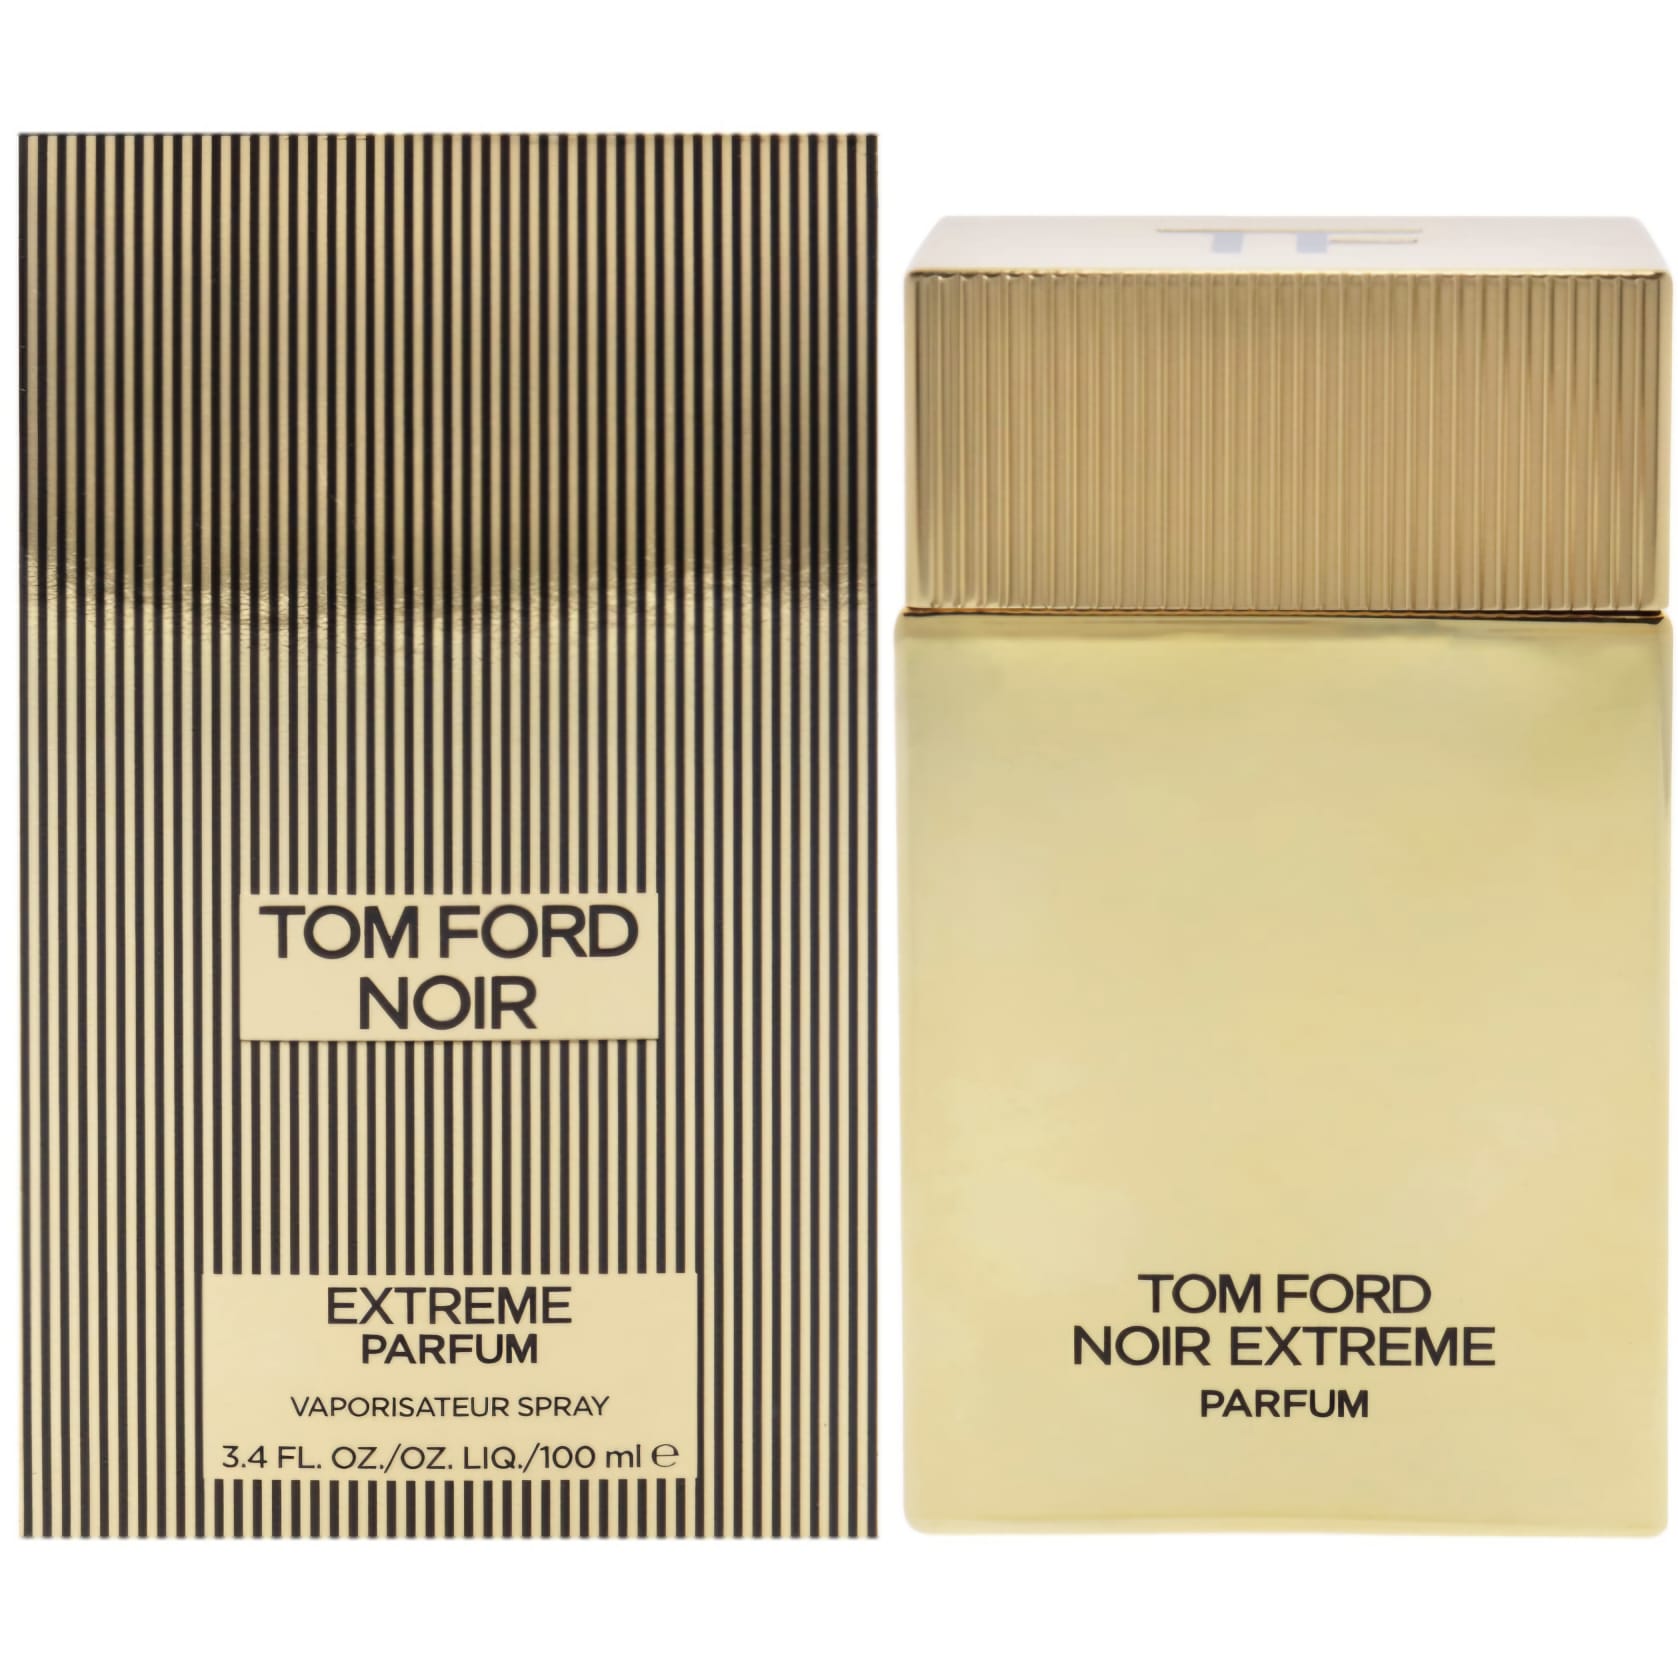 TOM FORD
NOIR
EXTREME
PARFUM
VAPORISATEUR SPRAY
3.4 FL. OZ./OZ. LIQ./100 ml ℮
TF
TOM FORD
NOIR EXTREME
PARFUM